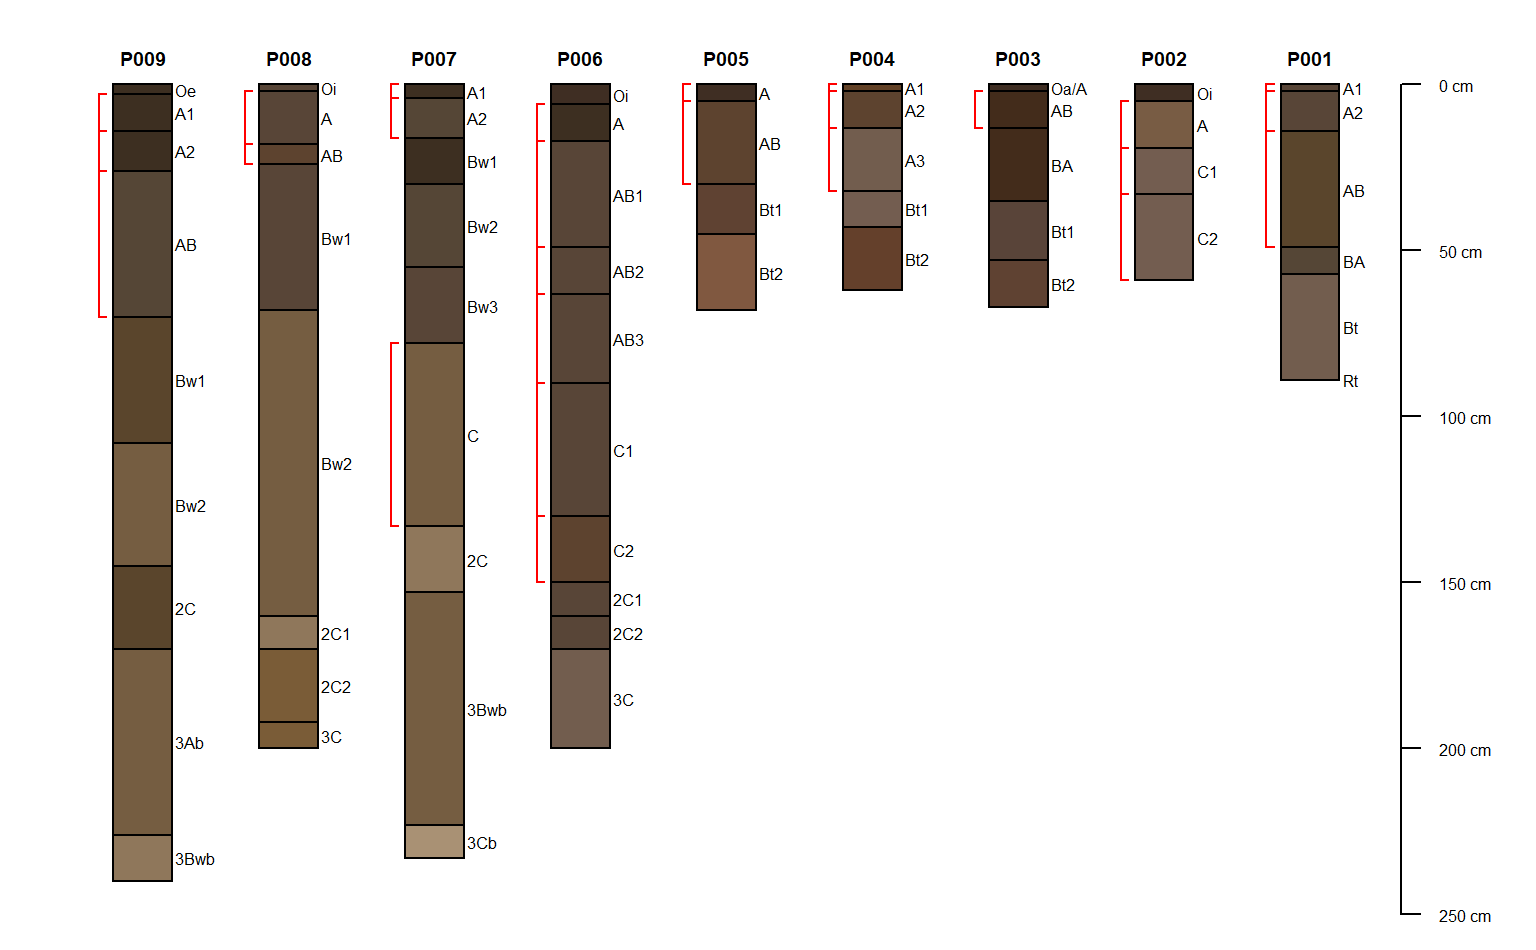 P009 P008 P007 P006 P005 P004 P003 P002 P001
Oe
A1
A2
AB
Bw1
Bw2
2C
3Ab
3Bwb
Oi
A
AB
Bw1
Bw2
2C1
2C2
3C
A1
A2
Bw1
Bw2
Bw3
C
2C
3Bwb
3Cb
Oi
A
AB1
AB2
AB3
C1
C2
2C1
2C2
3C
A
AB
Bt1
Bt2
A1
A2
A3
Bt1
Bt2
Oa/A
AB
BA
Bt1
Bt2
Oi
A
C1
C2
A1
A2
AB
BA
Bt
Rt
0 cm
50 cm
100 cm
150 cm
200 cm
250 cm